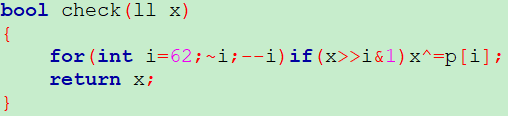 bool check(ll x)
{
    for(int i=62;~i;--i)if(x>>i&1)x^=p[i];
    return x;
}